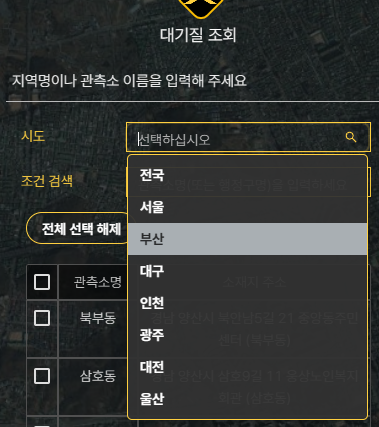 대기질 조회
지역명이나 관측소 이름을 입력해 주세요
시도
선택하십시오
조건 검색
전국
서울
전체 선택 해제
부산
대구
관측소명
인천
북부동
광주
대전
삼호동
울산